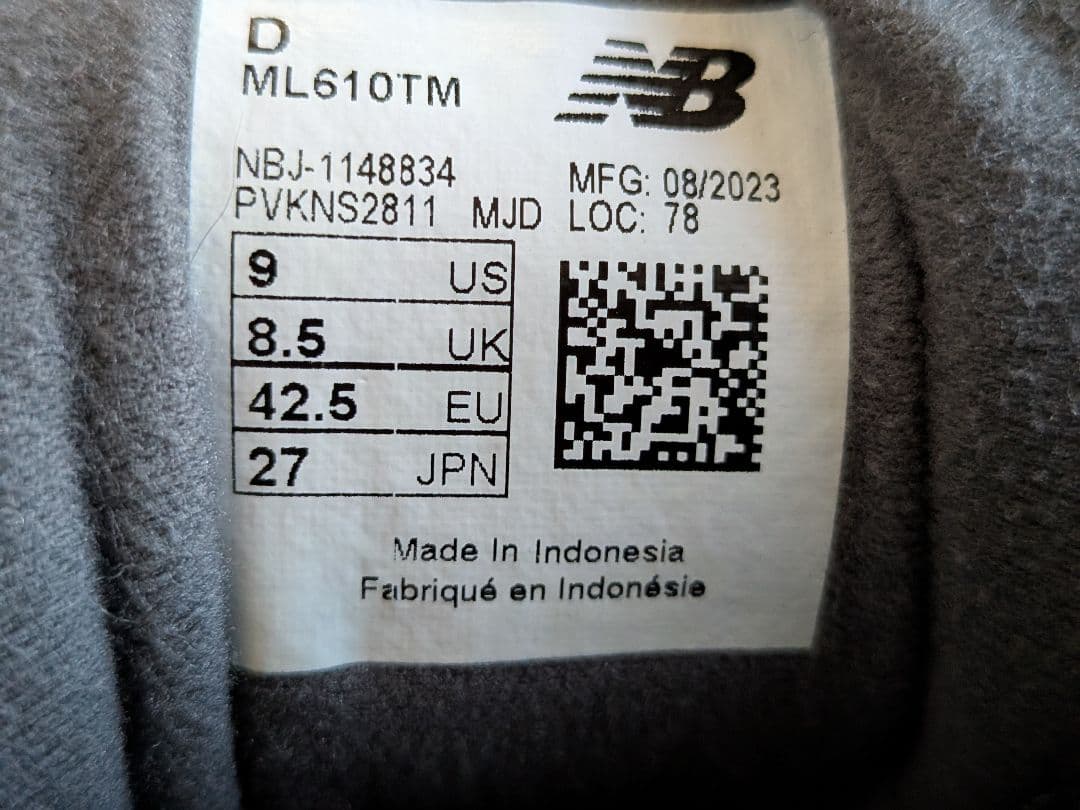 D
ML610TM
NB
NBJ-1148834
PVKNS2811 MJD
MFG: 08/2023
LOC: 78
9 US
8.5 UK
42.5 EU
27 JPN
Made In Indonesia
Fabriqué en Indonésie